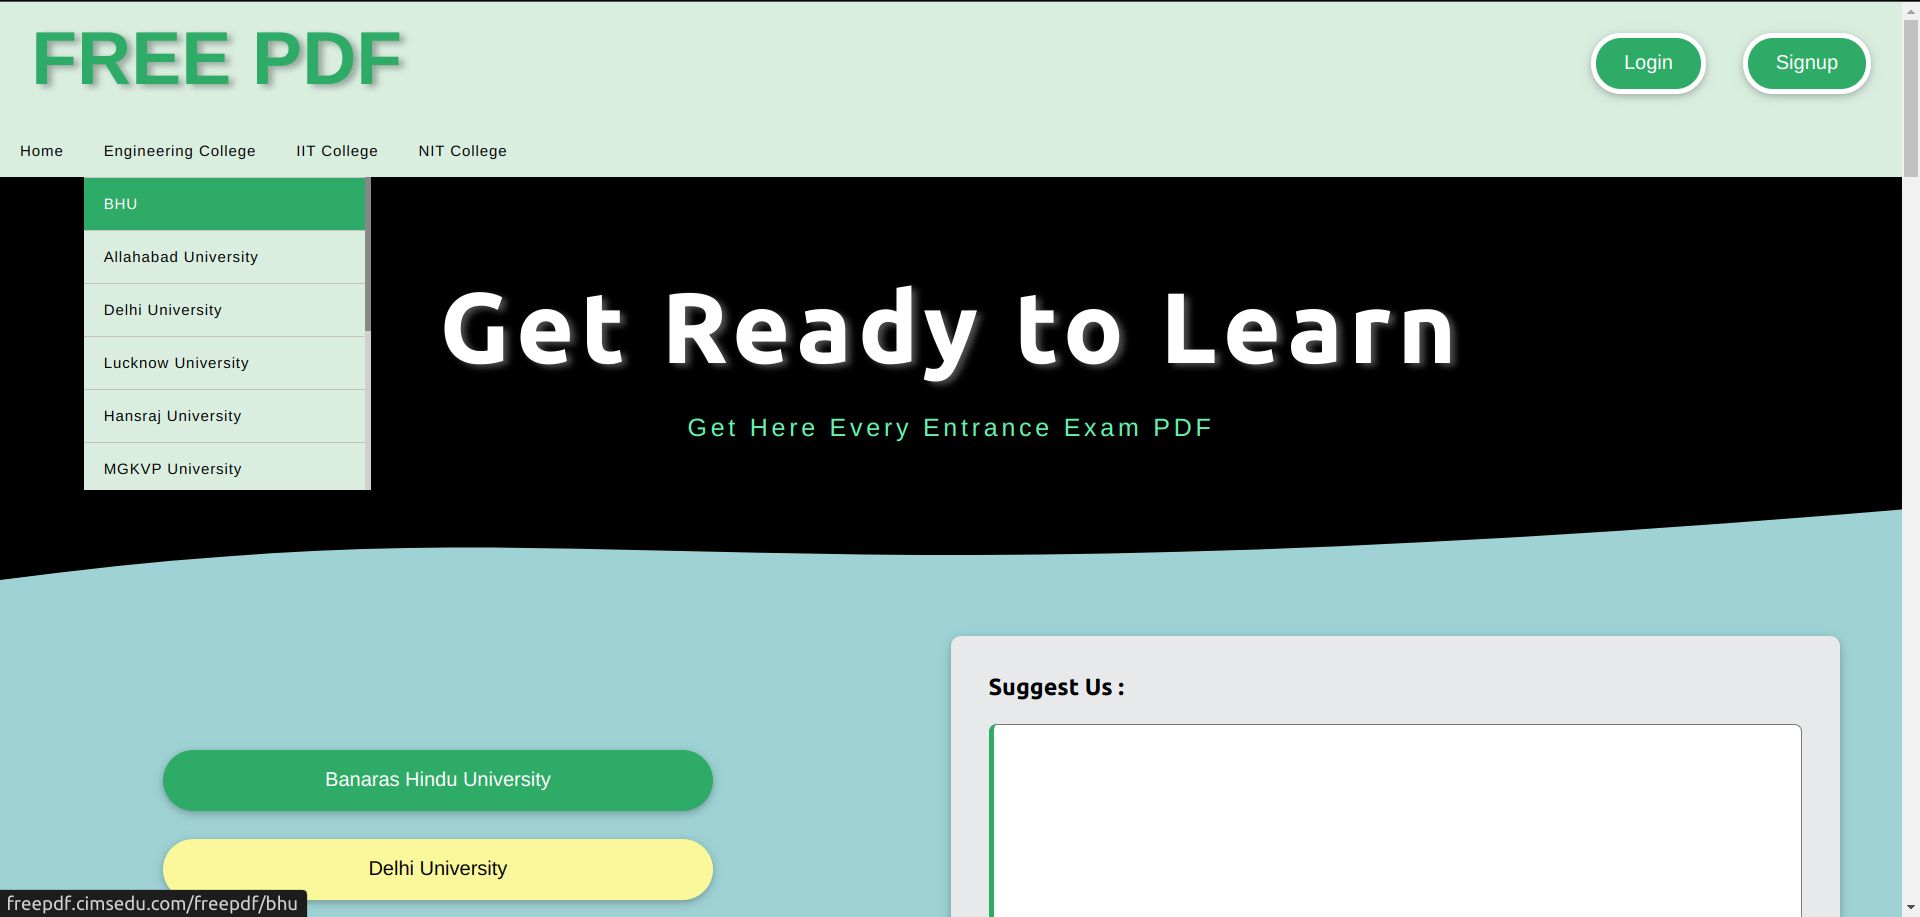 FREE PDF
Login
Signup
Home
Engineering College
IIT College
NIT College
BHU
Allahabad University
Delhi University
Lucknow University
Hansraj University
MGKVP University
Get Ready to Learn
Get Here Every Entrance Exam PDF
Suggest Us :
Banaras Hindu University
Delhi University
freepdf.cimsedu.com/freepdf/bhu